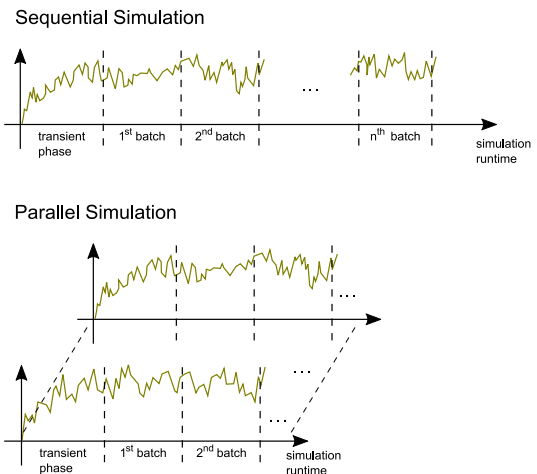 Sequential Simulation
...
transient phase
1st batch
2nd batch
nth batch
simulation runtime
Parallel Simulation
...
...
...
transient phase
1st batch
2nd batch
simulation runtime